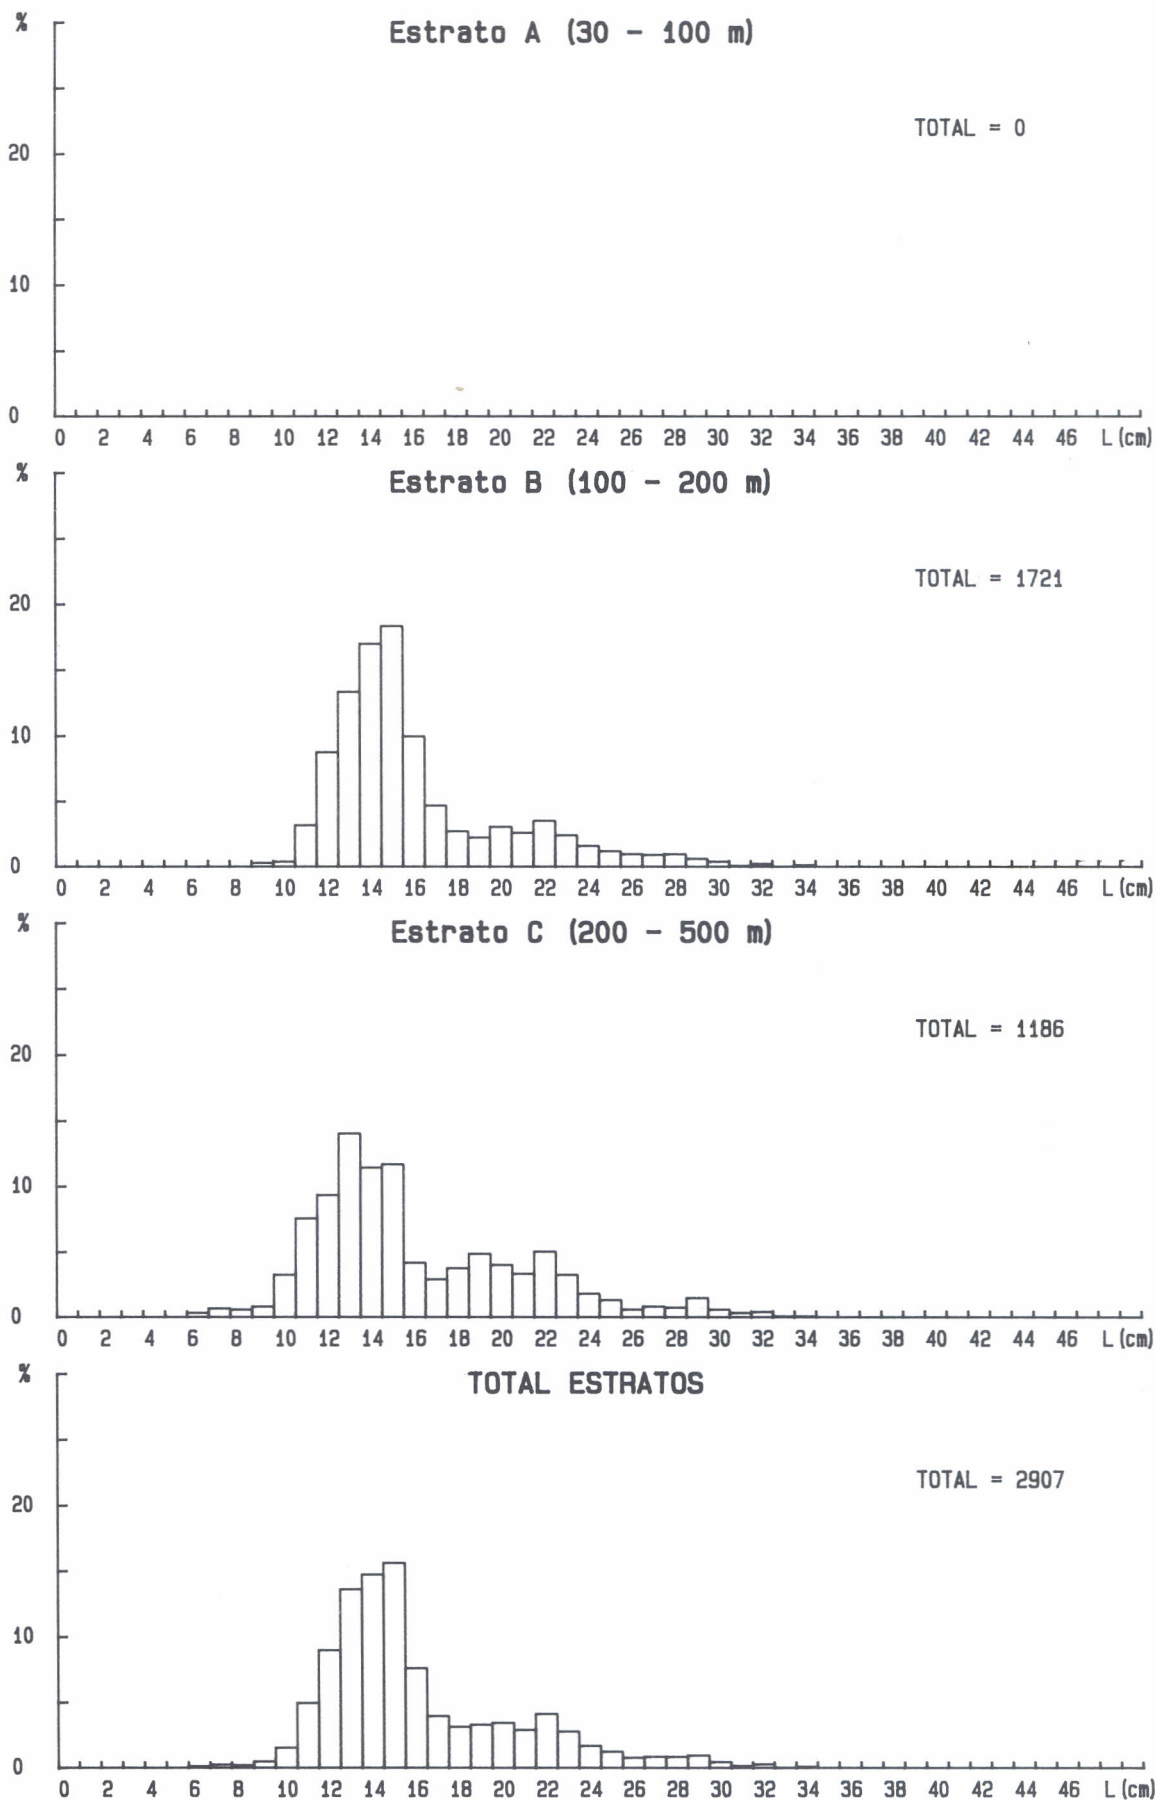 %
Estrato A (30 - 100 m)
TOTAL = 0
20
10
0
0 2 4 6 8 10 12 14 16 18 20 22 24 26 28 30 32 34 36 38 40 42 44 46 L (cm)
%
Estrato B (100 - 200 m)
TOTAL = 1721
20
10
0
0 2 4 6 8 10 12 14 16 18 20 22 24 26 28 30 32 34 36 38 40 42 44 46 L (cm)
%
Estrato C (200 - 500 m)
TOTAL = 1186
20
10
0
0 2 4 6 8 10 12 14 16 18 20 22 24 26 28 30 32 34 36 38 40 42 44 46 L (cm)
%
TOTAL ESTRATOS
TOTAL = 2907
20
10
0
0 2 4 6 8 10 12 14 16 18 20 22 24 26 28 30 32 34 36 38 40 42 44 46 L (cm)